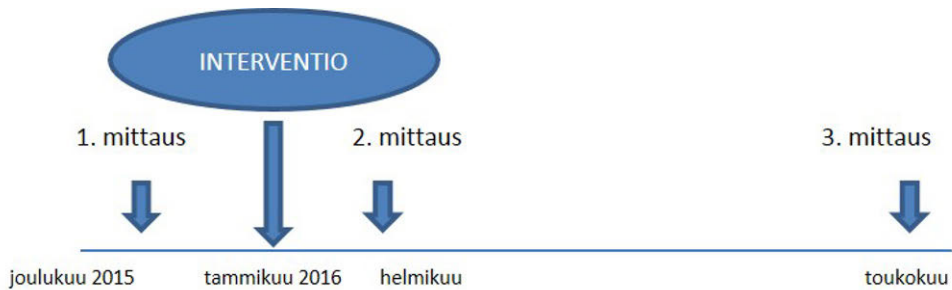 INTERVENTIO
1. mittaus
2. mittaus
3. mittaus
joulukuu 2015
tammikuu 2016
helmikuu
toukokuu